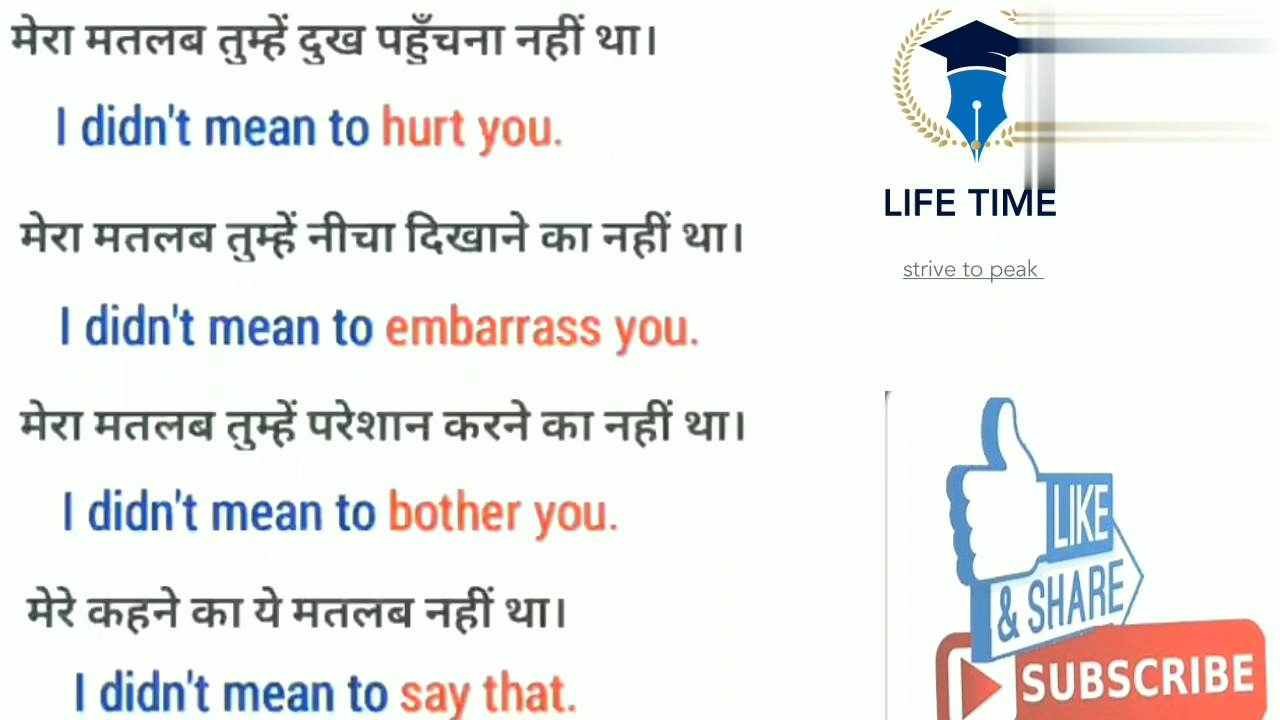 मेरा मतलब तुम्हें दुख पहुँचना नहीं था।
I didn't mean to hurt you.
मेरा मतलब तुम्हें नीचा दिखाने का नहीं था।
I didn't mean to embarrass you.
मेरा मतलब तुम्हें परेशान करने का नहीं था।
I didn't mean to bother you.
मेरे कहने का ये मतलब नहीं था।
I didn't mean to say that.
LIFE TIME
strive to peak
LIKE
& SHARE
SUBSCRIBE